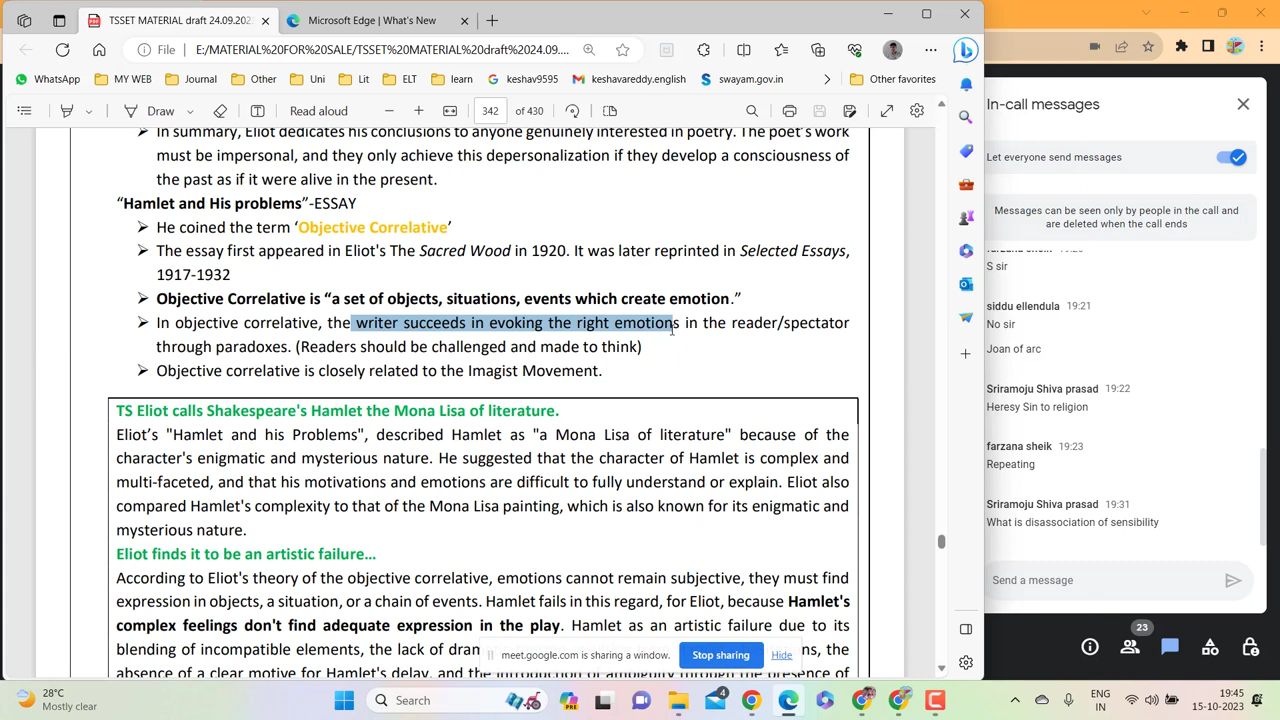 TSSET MATERIAL draft 24.09.202
Microsoft Edge | What's New
File
E:/MATERIAL%20FOR%20SALE/TSSET%20MATERIAL%20draft%2024.09....
WhatsApp
MY WEB
Journal
Other
Uni
Lit
ELT
learn
keshav9595
keshavareddy.english
swayam.gov.in
Other favorites
Draw
Read aloud
342
of 430
In summary, Eliot dedicates his conclusions to anyone genuinely interested in poetry. The poet's work
must be impersonal, and they only achieve this depersonalization if they develop a consciousness of
the past as if it were alive in the present.
“Hamlet and His problems”-ESSAY
➢ He coined the term ‘Objective Correlative’
➢ The essay first appeared in Eliot's The Sacred Wood in 1920. It was later reprinted in Selected Essays,
1917-1932
➢ Objective Correlative is “a set of objects, situations, events which create emotion.”
➢ In objective correlative, the writer succeeds in evoking the right emotions in the reader/spectator
through paradoxes. (Readers should be challenged and made to think)
➢ Objective correlative is closely related to the Imagist Movement.
TS Eliot calls Shakespeare's Hamlet the Mona Lisa of literature.
Eliot’s "Hamlet and his Problems", described Hamlet as "a Mona Lisa of literature" because of the
character's enigmatic and mysterious nature. He suggested that the character of Hamlet is complex and
multi-faceted, and that his motivations and emotions are difficult to fully understand or explain. Eliot also
compared Hamlet's complexity to that of the Mona Lisa painting, which is also known for its enigmatic and
mysterious nature.
Eliot finds it to be an artistic failure…
According to Eliot's theory of the objective correlative, emotions cannot remain subjective, they must find
expression in objects, a situation, or a chain of events. Hamlet fails in this regard, for Eliot, because Hamlet's
complex feelings don't find adequate expression in the play. Hamlet as an artistic failure due to its
blending of incompatible elements, the lack of
absence of a clear motive for Hamlet's delay, and the introduction of ambiguity through the presence of
meet.google.com is sharing a window.
Stop sharing
Hide
In-call messages
Let everyone send messages
Messages can be seen only by people in the call and
are deleted when the call ends
S sir
siddu ellendula 19:21
No sir
Joan of arc
Sriramoju Shiva prasad 19:22
Heresy Sin to religion
farzana sheik 19:23
Repeating
Sriramoju Shiva prasad 19:31
What is disassociation of sensibility
Send a message
23
28°C
Mostly clear
Search
4
ENG
IN
19:45
15-10-2023